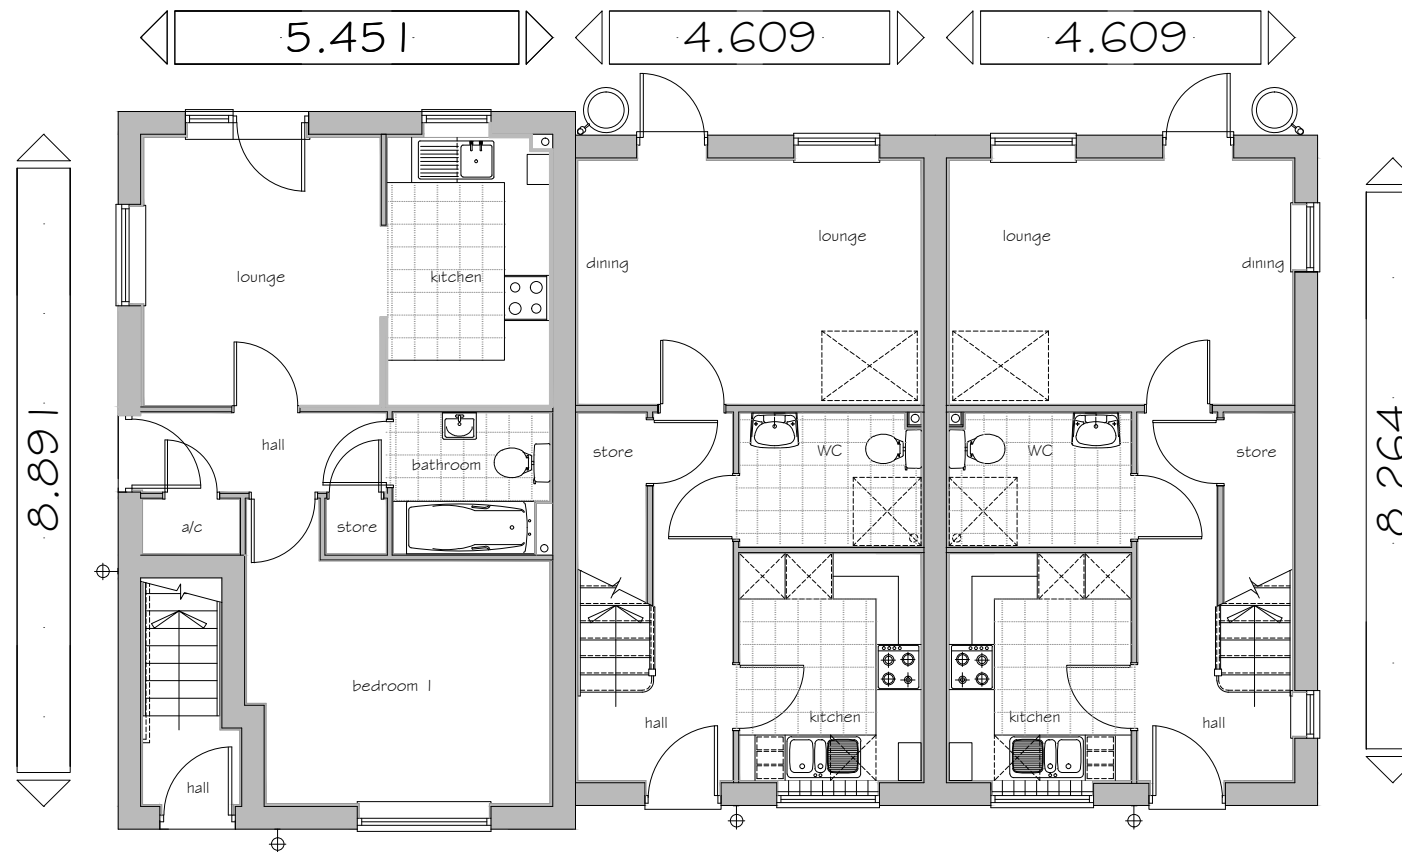 5.451
4.609
4.609
8.891
8.264
lounge
kitchen
dining
lounge
lounge
dining
hall
bathroom
store
WC
WC
store
a/c
store
bedroom 1
hall
hall
kitchen
kitchen
hall